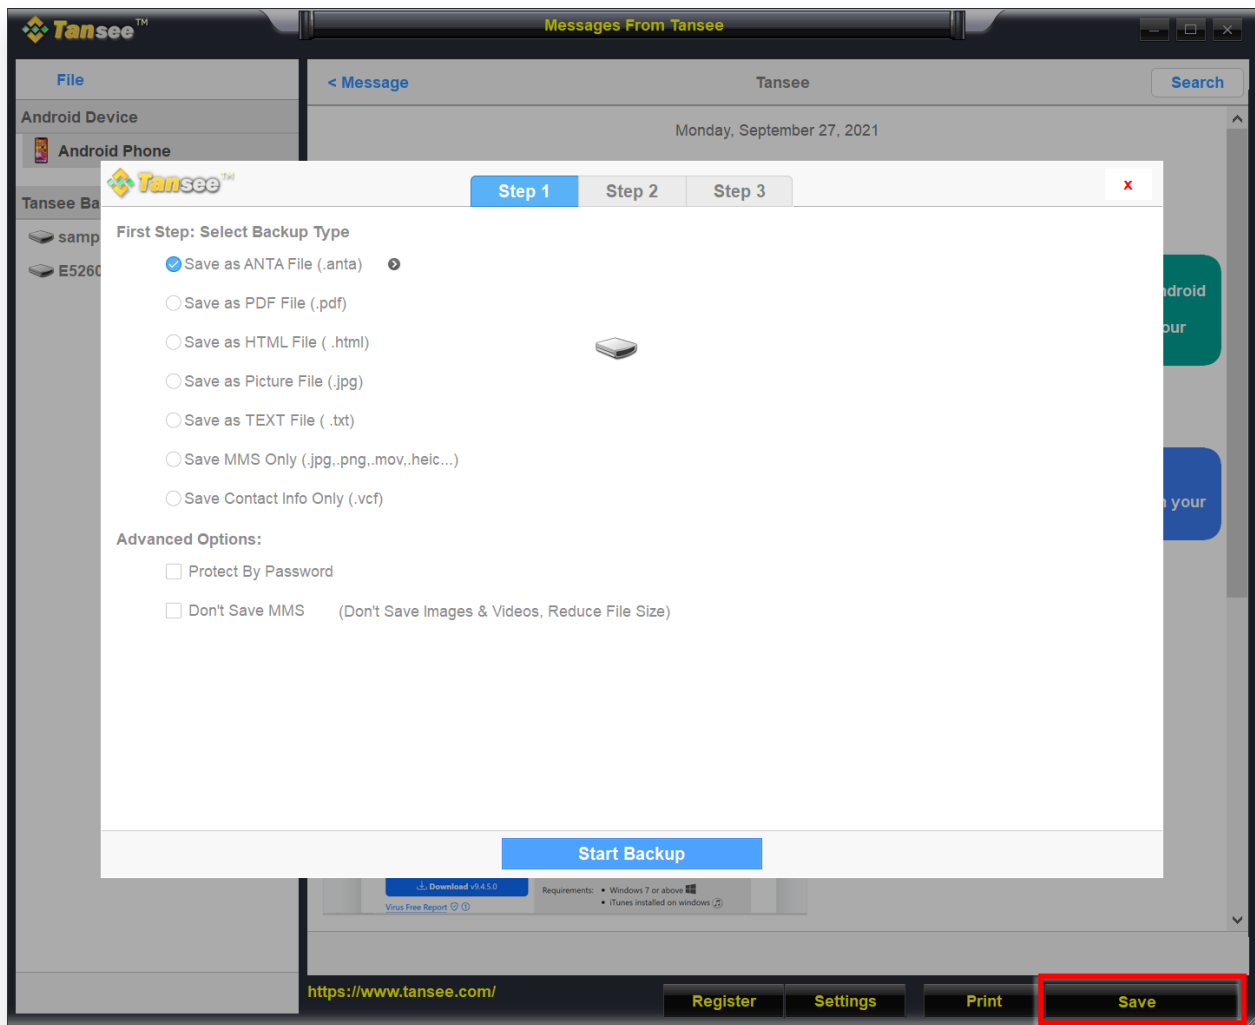 Tansee™
Messages From Tansee
File
< Message
Tansee
Search
Android Device
Monday, September 27, 2021
Android Phone
Tansee™
Step 1
Step 2
Step 3
x
Tansee Ba
samp
E5260
First Step: Select Backup Type
Save as ANTA File (.anta)
Save as PDF File (.pdf)
Save as HTML File ( .html)
Save as Picture File (.jpg)
Save as TEXT File ( .txt)
Save MMS Only (.jpg,.png,.mov,.heic...)
Save Contact Info Only (.vcf)
Advanced Options:
Protect By Password
Don't Save MMS (Don't Save Images & Videos, Reduce File Size)
ndroid
our
your
Start Backup
Download v9.4.5.0
Virus Free Report
Requirements: • Windows 7 or above
• iTunes installed on windows
https://www.tansee.com/
Register
Settings
Print
Save